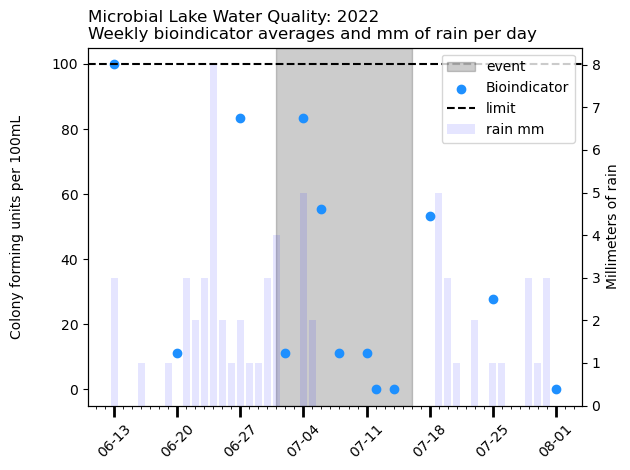 Microbial Lake Water Quality: 2022
Weekly bioindicator averages and mm of rain per day
Colony forming units per 100mL
100
80
60
40
20
0
event
Bioindicator
limit
rain mm
8
7
6
5
4
3
2
1
0
Millimeters of rain
06-13
06-20
06-27
07-04
07-11
07-18
07-25
08-01